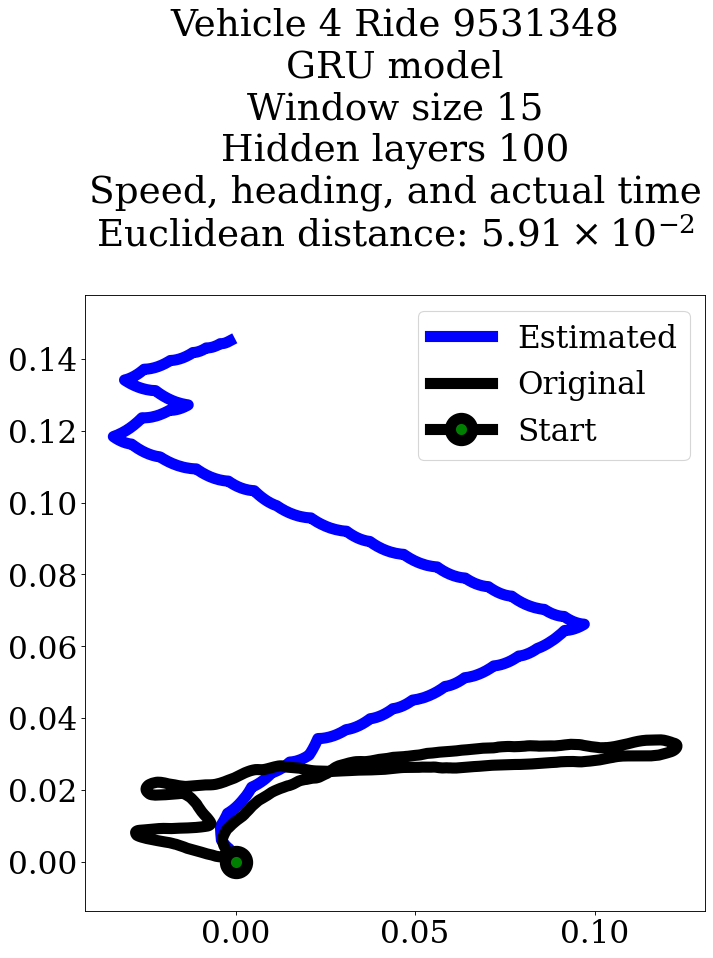 Vehicle 4 Ride 9531348
GRU model
Window size 15
Hidden layers 100
Speed, heading, and actual time
Euclidean distance: 5.91 × 10⁻²
Estimated
Original
Start
0.14
0.12
0.10
0.08
0.06
0.04
0.02
0.00
0.00 0.05 0.10